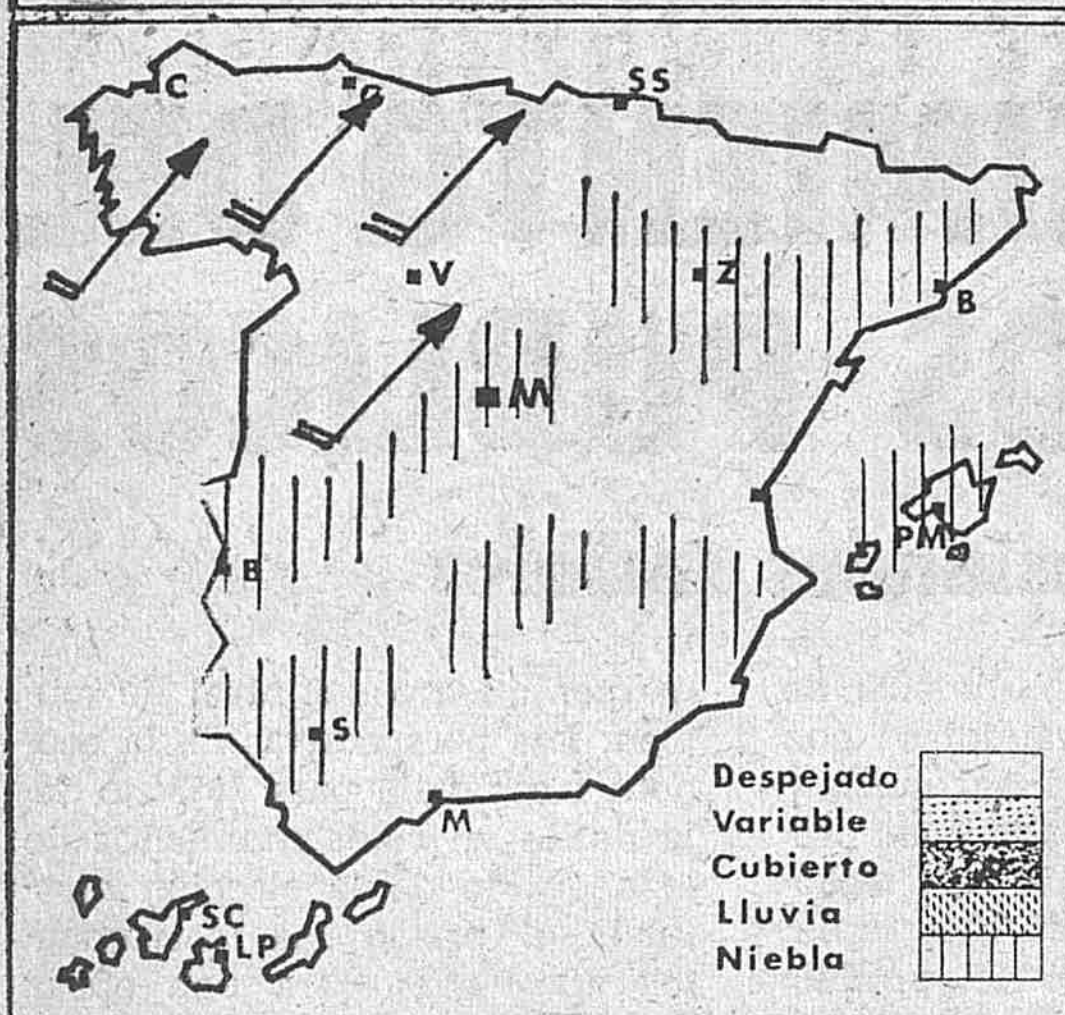 C
SS
V
Z
B
M
PM
B
S
M
SC
LP
Despejado
Variable
Cubierto
Lluvia
Niebla